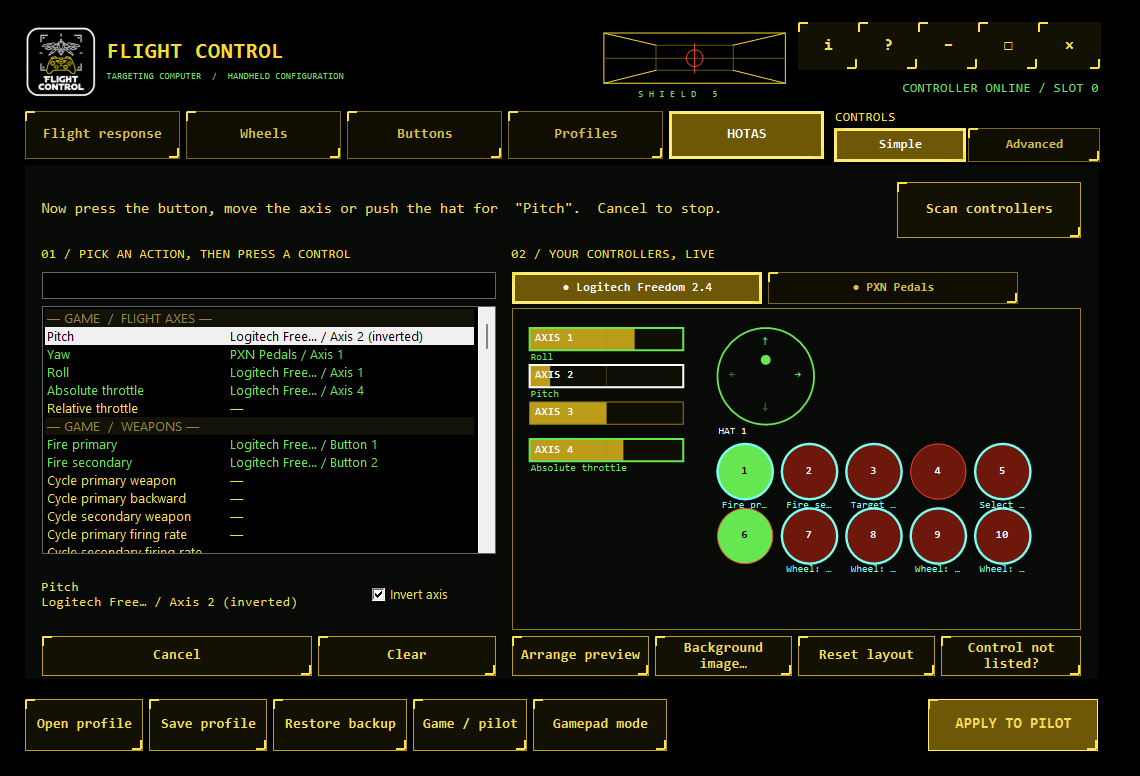 FLIGHT CONTROL
FLIGHT CONTROL
TARGETING COMPUTER / HANDHELD CONFIGURATION
SHIELD 5
i ? − □ ×
CONTROLLER ONLINE / SLOT 0
Flight response
Wheels
Buttons
Profiles
HOTAS
CONTROLS
Simple
Advanced
Now press the button, move the axis or push the hat for "Pitch". Cancel to stop.
Scan controllers
01 / PICK AN ACTION, THEN PRESS A CONTROL
— GAME / FLIGHT AXES —
Pitch Logitech Free... / Axis 2 (inverted)
Yaw PXN Pedals / Axis 1
Roll Logitech Free... / Axis 1
Absolute throttle Logitech Free... / Axis 4
Relative throttle —
— GAME / WEAPONS —
Fire primary Logitech Free... / Button 1
Fire secondary Logitech Free... / Button 2
Cycle primary weapon —
Cycle primary backward —
Cycle secondary weapon —
Cycle primary firing rate —
Cycle secondary firing rate
Pitch
Logitech Free… / Axis 2 (inverted)
Invert axis
Cancel
Clear
02 / YOUR CONTROLLERS, LIVE
● Logitech Freedom 2.4
● PXN Pedals
AXIS 1
Roll
AXIS 2
Pitch
AXIS 3
AXIS 4
Absolute throttle
↑
← →
↓
HAT 1
1 2 3 4 5
Fire pr… Fire se… Target … Select …
6 7 8 9 10
Wheel: … Wheel: … Wheel: … Wheel: …
Arrange preview
Background
image…
Reset layout
Control not
listed?
Open profile
Save profile
Restore backup
Game / pilot
Gamepad mode
APPLY TO PILOT